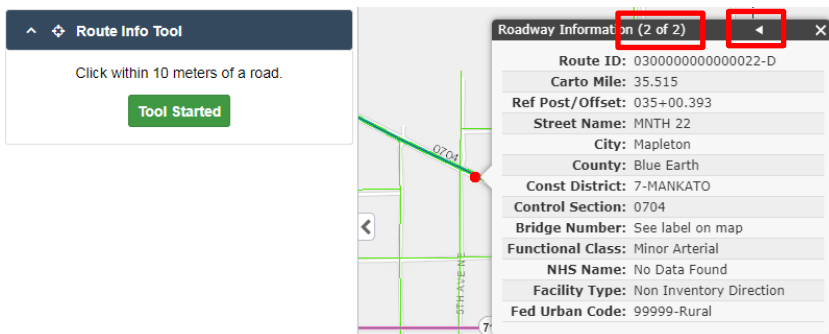 Route Info Tool
Click within 10 meters of a road.
Tool Started
0704
5TH AVE NE
Roadway Information (2 of 2)
Route ID: 0300000000000022-D
Carto Mile: 35.515
Ref Post/Offset: 035+00.393
Street Name: MNTH 22
City: Mapleton
County: Blue Earth
Const District: 7-MANKATO
Control Section: 0704
Bridge Number: See label on map
Functional Class: Minor Arterial
NHS Name: No Data Found
Facility Type: Non Inventory Direction
Fed Urban Code: 99999-Rural